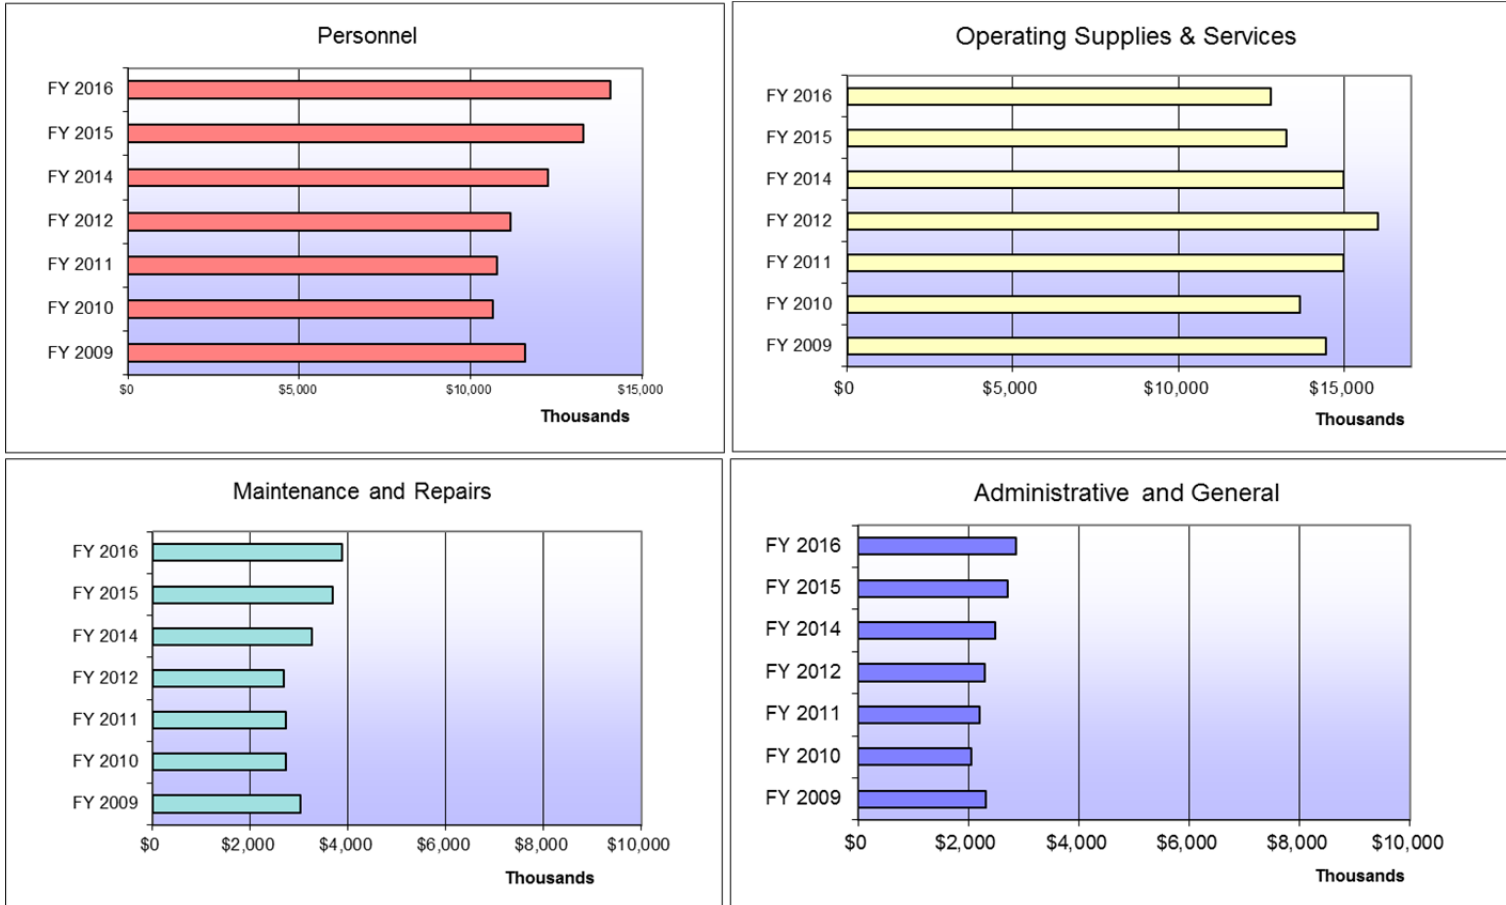 Personnel
FY 2016
FY 2015
FY 2014
FY 2012
FY 2011
FY 2010
FY 2009
$0 $5,000 $10,000 $15,000
Thousands
Operating Supplies & Services
FY 2016
FY 2015
FY 2014
FY 2012
FY 2011
FY 2010
FY 2009
$0 $5,000 $10,000 $15,000
Thousands
Maintenance and Repairs
FY 2016
FY 2015
FY 2014
FY 2012
FY 2011
FY 2010
FY 2009
$0 $2,000 $4,000 $6,000 $8,000 $10,000
Thousands
Administrative and General
FY 2016
FY 2015
FY 2014
FY 2012
FY 2011
FY 2010
FY 2009
$0 $2,000 $4,000 $6,000 $8,000 $10,000
Thousands